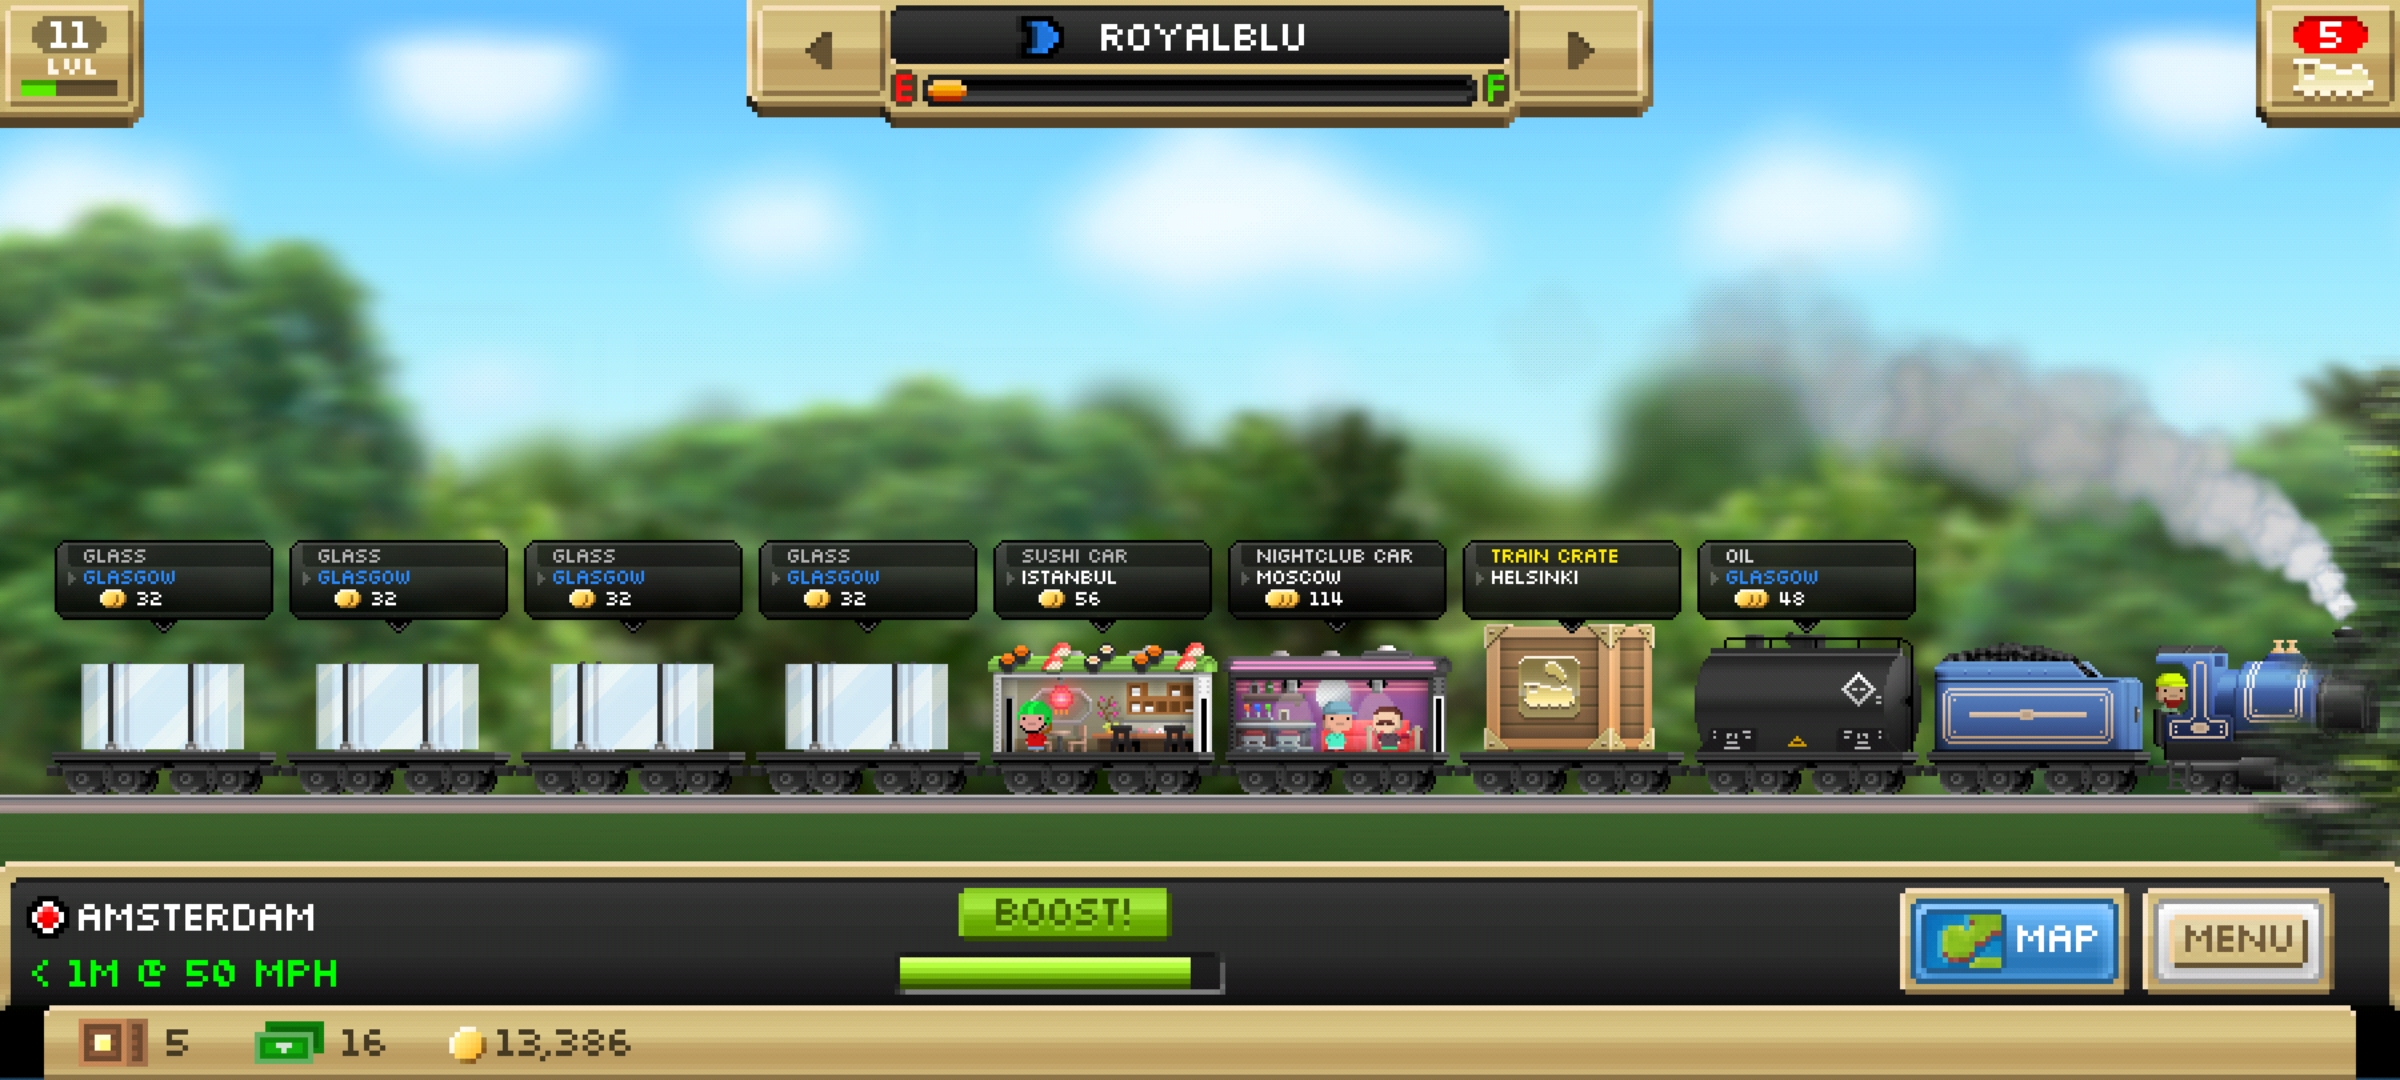 11
LVL
ROYALBLU
E F
5
GLASS
GLASGOW
32
GLASS
GLASGOW
32
GLASS
GLASGOW
32
GLASS
GLASGOW
32
SUSHI CAR
ISTANBUL
56
NIGHTCLUB CAR
MOSCOW
114
TRAIN CRATE
HELSINKI
OIL
GLASGOW
48
AMSTERDAM
< 1M @ 50 MPH
BOOST!
MAP
MENU
5
16
13,386